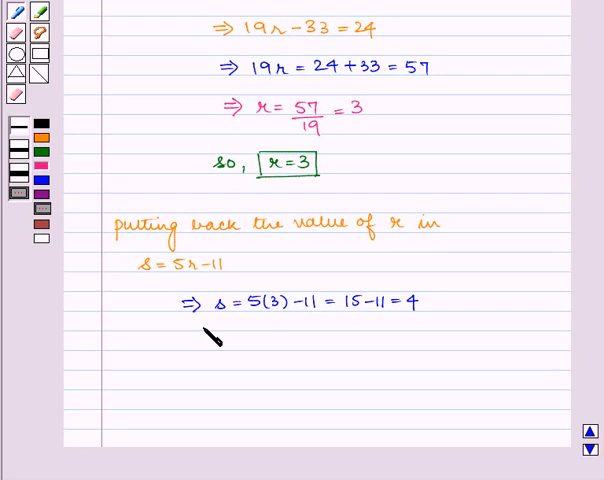 ⇒ 19r - 33 = 24
⇒ 19r = 24 + 33 = 57
⇒ r = 57/19 = 3
so, r = 3
putting back the value of r in
s = 5r - 11
⇒ s = 5(3) - 11 = 15 - 11 = 4